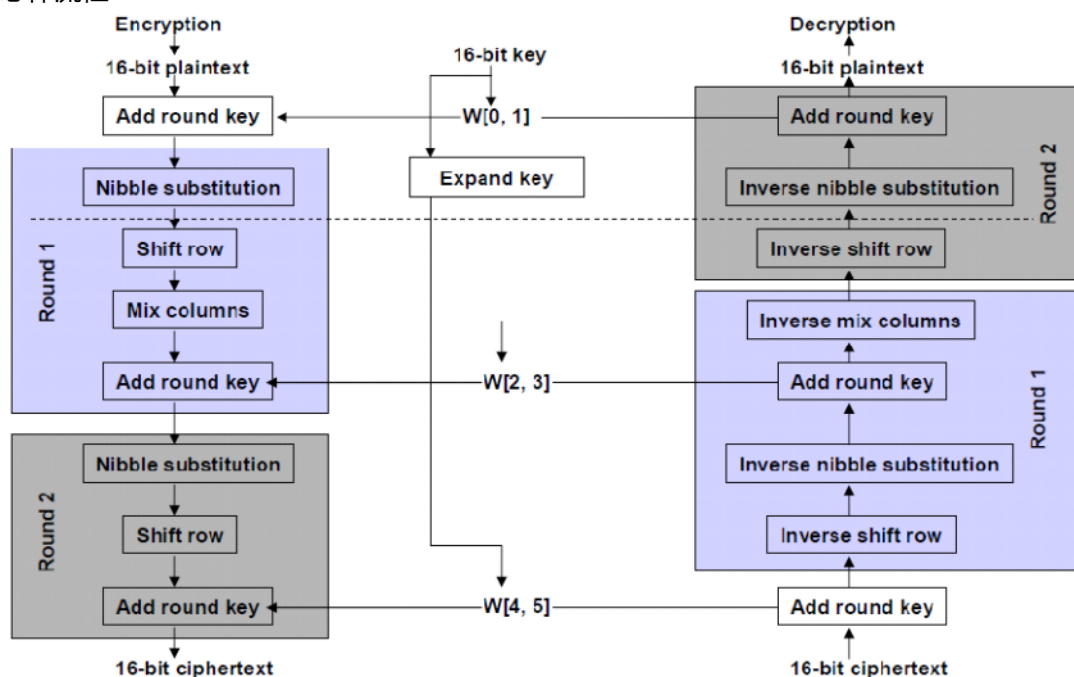 Encryption
16-bit plaintext
Add round key
Round 1
Nibble substitution
Shift row
Mix columns
Add round key
Round 2
Nibble substitution
Shift row
Add round key
16-bit ciphertext
16-bit key
W[0, 1]
Expand key
W[2, 3]
W[4, 5]
Decryption
16-bit plaintext
Add round key
Inverse nibble substitution
Inverse shift row
Round 2
Inverse mix columns
Add round key
Inverse nibble substitution
Inverse shift row
Round 1
Add round key
16-bit ciphertext